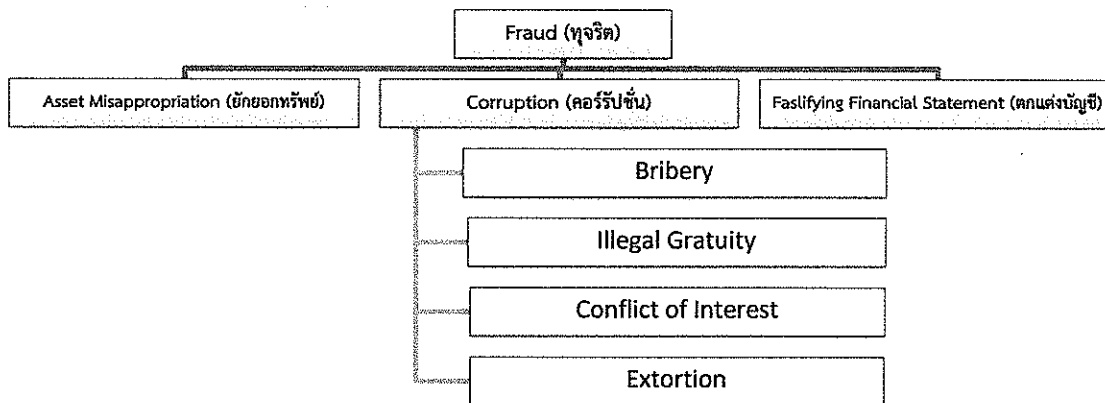 Fraud (ทุจริต)
Asset Misappropriation (ยักยอกทรัพย์)
Corruption (คอร์รัปชั่น)
Faslifying Financial Statement (ตกแต่งบัญชี)
Bribery
Illegal Gratuity
Conflict of Interest
Extortion